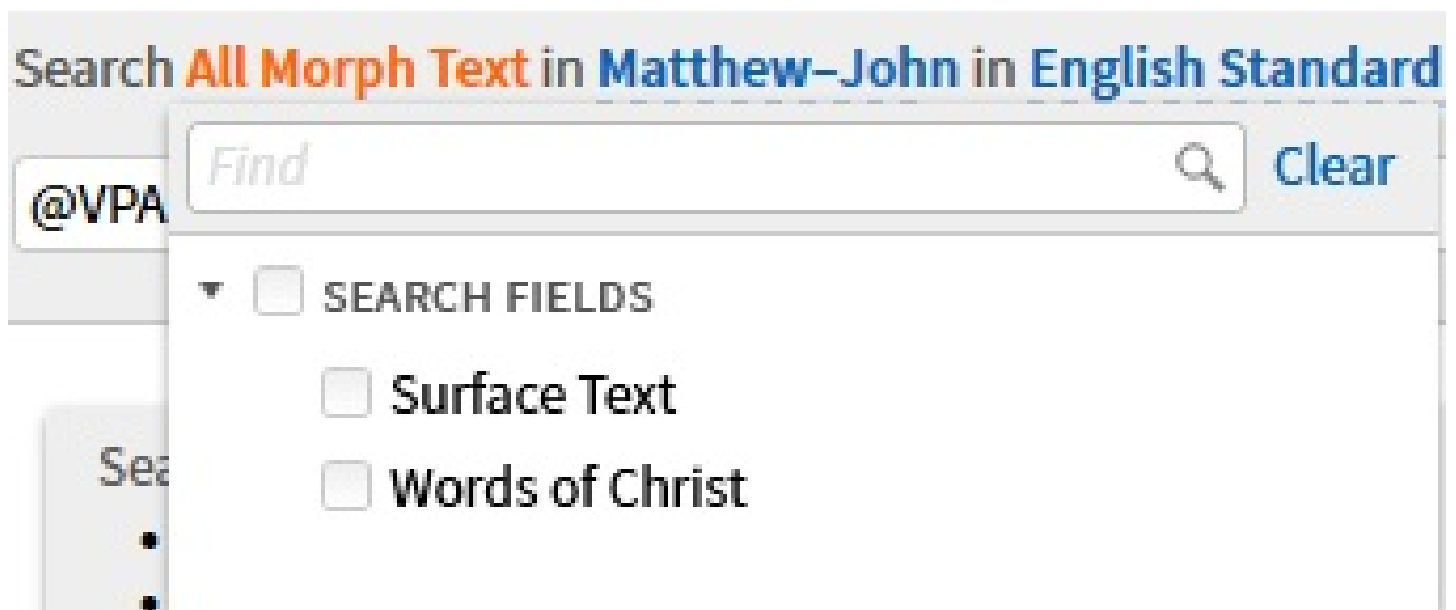 Search All Morph Text in Matthew–John in English Standard
Find Clear
@VPA
SEARCH FIELDS
Surface Text
Words of Christ